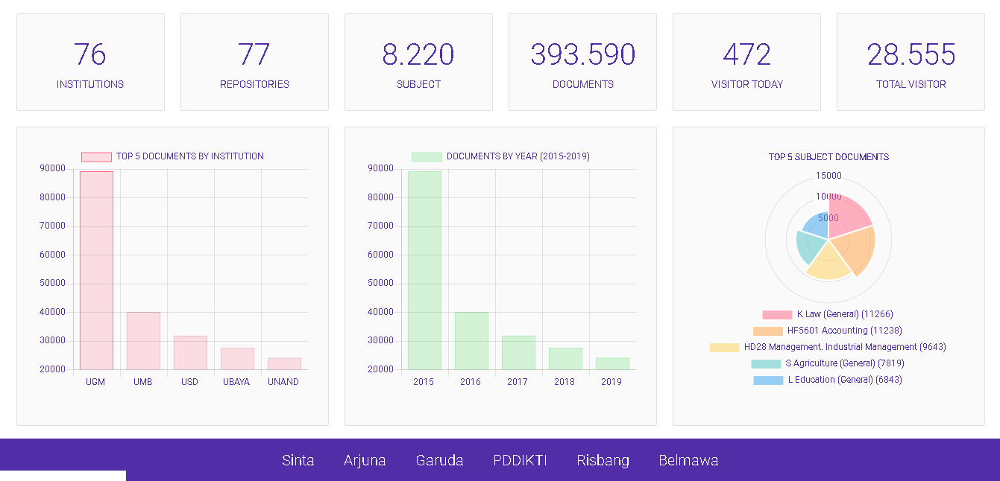 76
INSTITUTIONS
77
REPOSITORIES
8.220
SUBJECT
393.590
DOCUMENTS
472
VISITOR TODAY
28.555
TOTAL VISITOR
TOP 5 DOCUMENTS BY INSTITUTION
90000
80000
70000
60000
50000
40000
30000
20000
UGM UMB USD UBAYA UNAND
DOCUMENTS BY YEAR (2015-2019)
90000
80000
70000
60000
50000
40000
30000
20000
2015 2016 2017 2018 2019
TOP 5 SUBJECT DOCUMENTS
15000
10000
5000
K Law (General) (11266)
HF5601 Accounting (11238)
HD28 Management. Industrial Management (9643)
S Agriculture (General) (7819)
L Education (General) (6843)
Sinta Arjuna Garuda PDDIKTI Risbang Belmawa